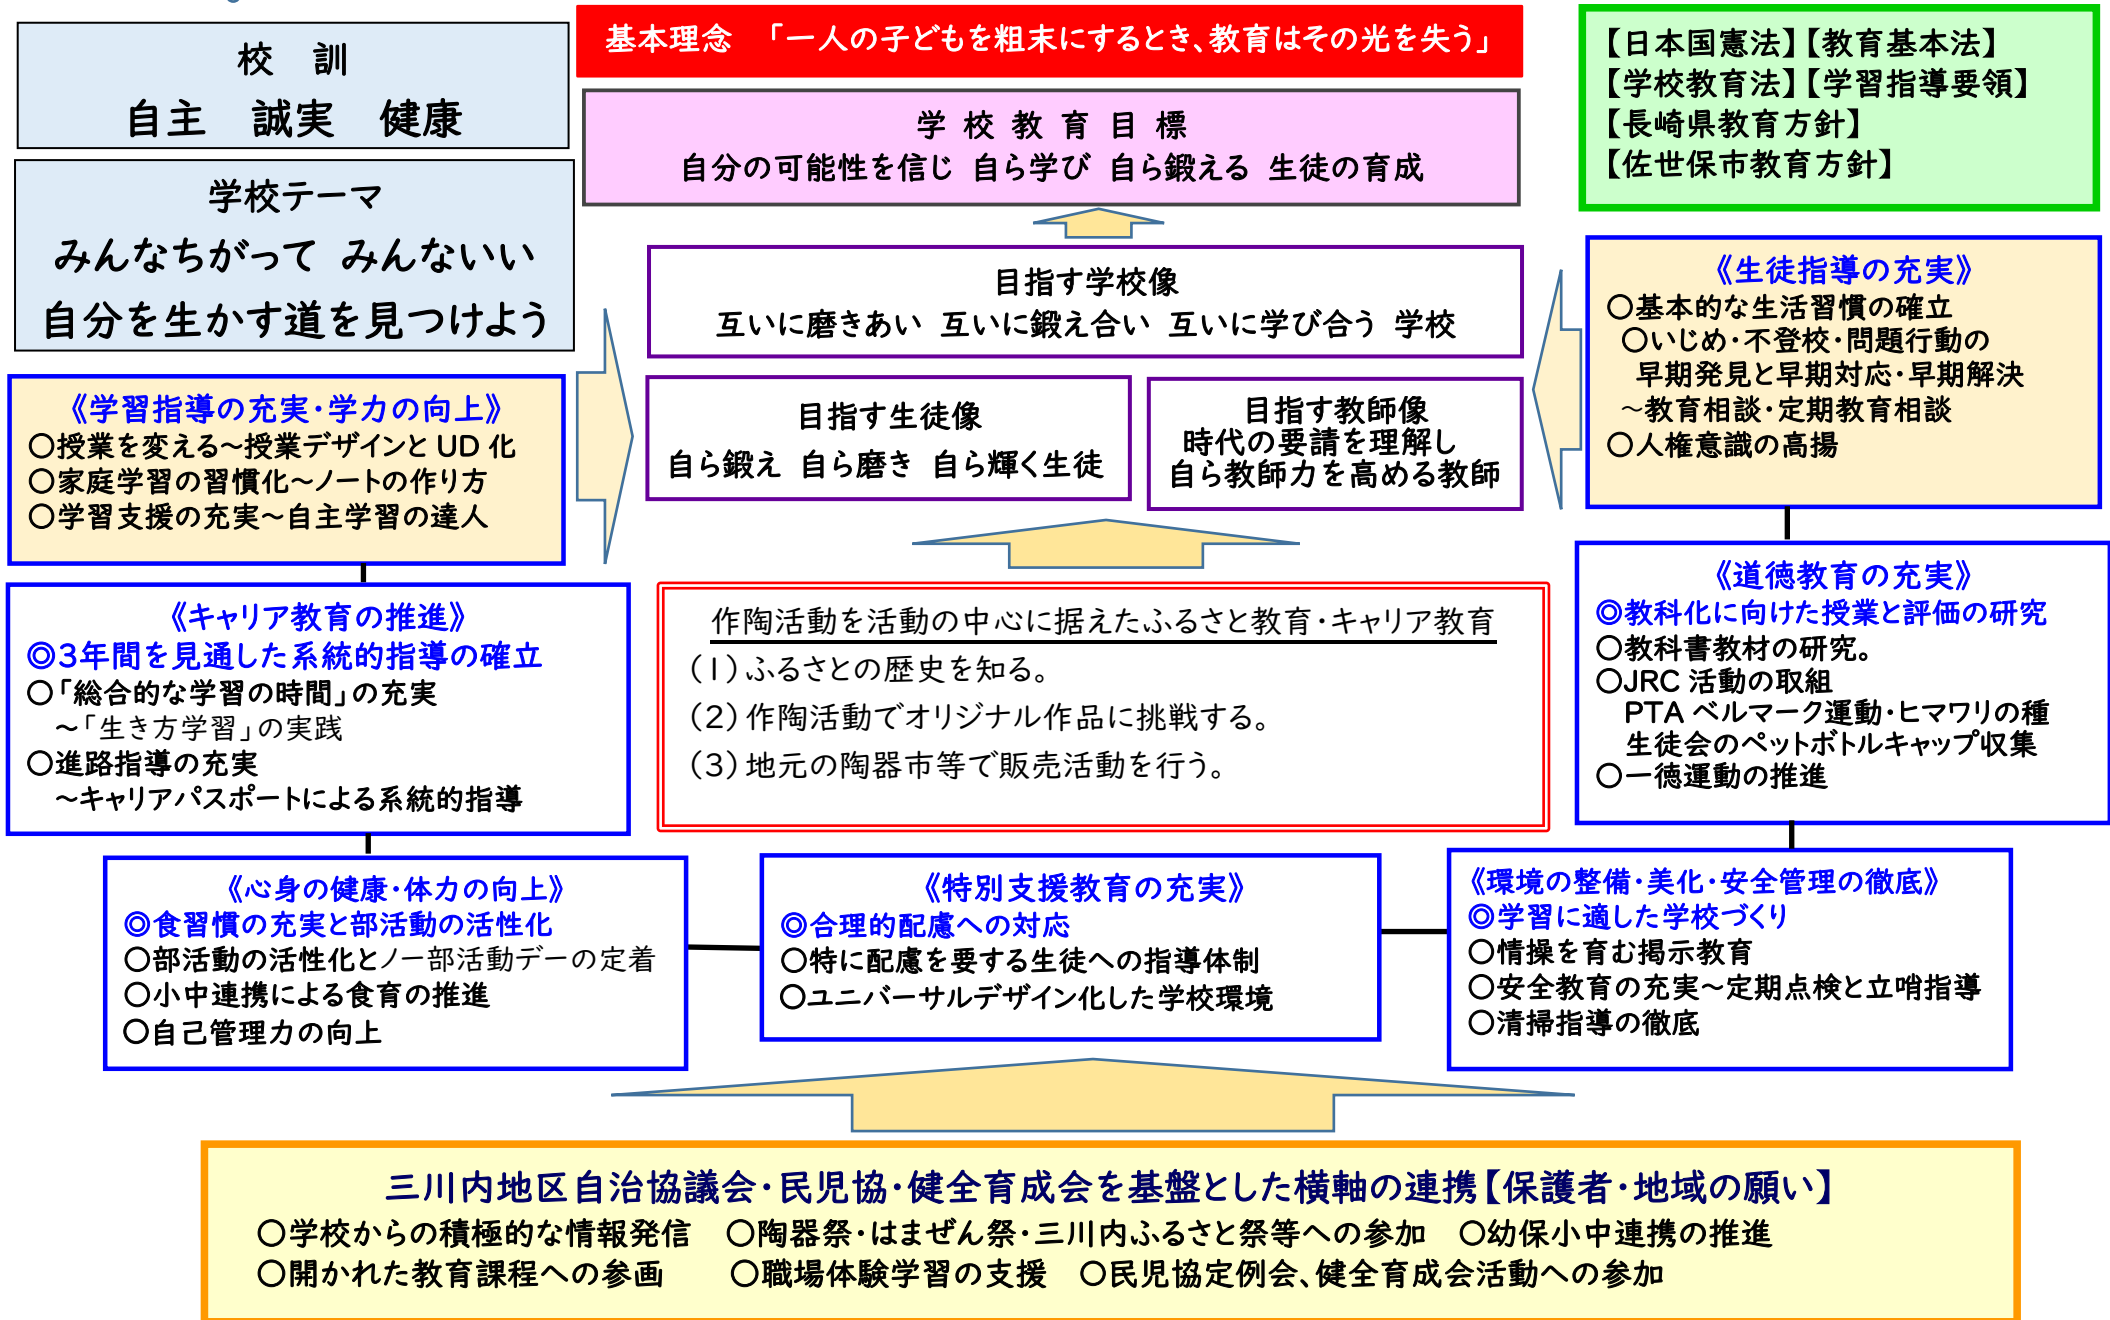 校　訓
自主　誠実　健康
基本理念　「一人の子どもを粗末にするとき、教育はその光を失う」
学 校 教 育 目 標
自分の可能性を信じ 自ら学び 自ら鍛える 生徒の育成
【日本国憲法】【教育基本法】
【学校教育法】【学習指導要領】
【長崎県教育方針】
【佐世保市教育方針】
学校テーマ
みんなちがって みんないい
自分を生かす道を見つけよう
目指す学校像
互いに磨きあい 互いに鍛え合い 互いに学び合う 学校
目指す生徒像
自ら鍛え 自ら磨き 自ら輝く生徒
目指す教師像
時代の要請を理解し
自ら教師力を高める教師
《生徒指導の充実》
○基本的な生活習慣の確立
○いじめ・不登校・問題行動の
早期発見と早期対応・早期解決
～教育相談・定期教育相談
○人権意識の高揚
《学習指導の充実・学力の向上》
○授業を変える～授業デザインと UD 化
○家庭学習の習慣化～ノートの作り方
○学習支援の充実～自主学習の達人
《キャリア教育の推進》
◎3年間を見通した系統的指導の確立
○「総合的な学習の時間」の充実
～「生き方学習」の実践
○進路指導の充実
～キャリアパスポートによる系統的指導
作陶活動を活動の中心に据えたふるさと教育・キャリア教育
（1）ふるさとの歴史を知る。
（2）作陶活動でオリジナル作品に挑戦する。
（3）地元の陶器市等で販売活動を行う。
《道徳教育の充実》
◎教科化に向けた授業と評価の研究
○教科書教材の研究。
○JRC 活動の取組
PTA ベルマーク運動・ヒマワリの種
生徒会のペットボトルキャップ収集
○一徳運動の推進
《心身の健康・体力の向上》
◎食習慣の充実と部活動の活性化
○部活動の活性化とノー部活動デーの定着
○小中連携による食育の推進
○自己管理力の向上
《特別支援教育の充実》
◎合理的配慮への対応
○特に配慮を要する生徒への指導体制
○ユニバーサルデザイン化した学校環境
《環境の整備・美化・安全管理の徹底》
◎学習に適した学校づくり
○情操を育む掲示教育
○安全教育の充実～定期点検と立哨指導
○清掃指導の徹底
三川内地区自治協議会・民児協・健全育成会を基盤とした横軸の連携【保護者・地域の願い】
○学校からの積極的な情報発信　○陶器祭・はまぜん祭・三川内ふるさと祭等への参加　○幼保小中連携の推進
○開かれた教育課程への参画　○職場体験学習の支援　○民児協定例会、健全育成会活動への参加